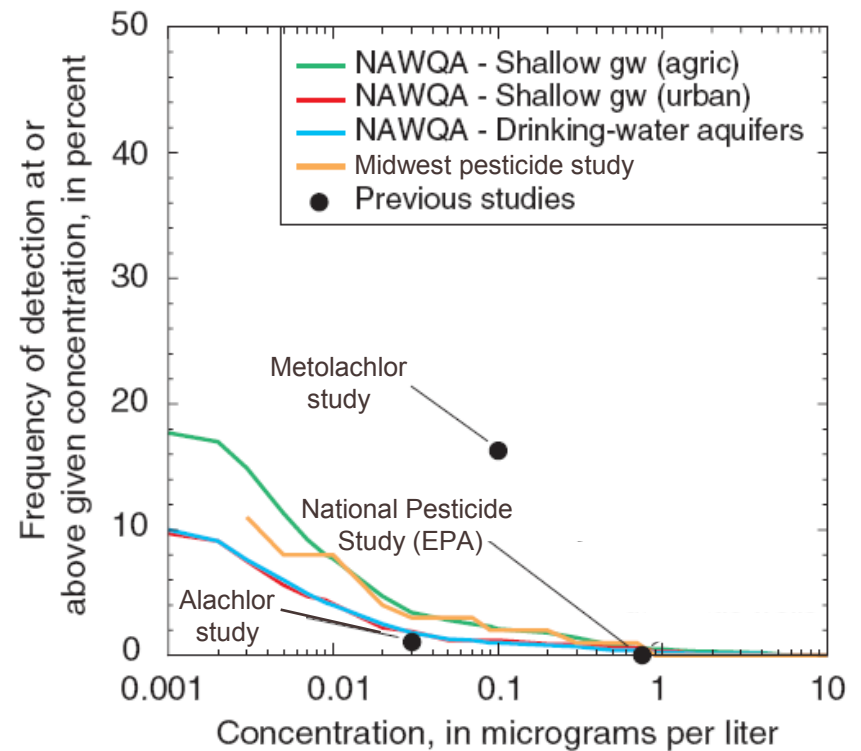 50
40
30
20
10
0
Frequency of detection at or
above given concentration, in percent
NAWQA - Shallow gw (agric)
NAWQA - Shallow gw (urban)
NAWQA - Drinking-water aquifers
Midwest pesticide study
Previous studies
Metolachlor
study
National Pesticide
Study (EPA)
Alachlor
study
0.001
0.01
0.1
1
10
Concentration, in micrograms per liter